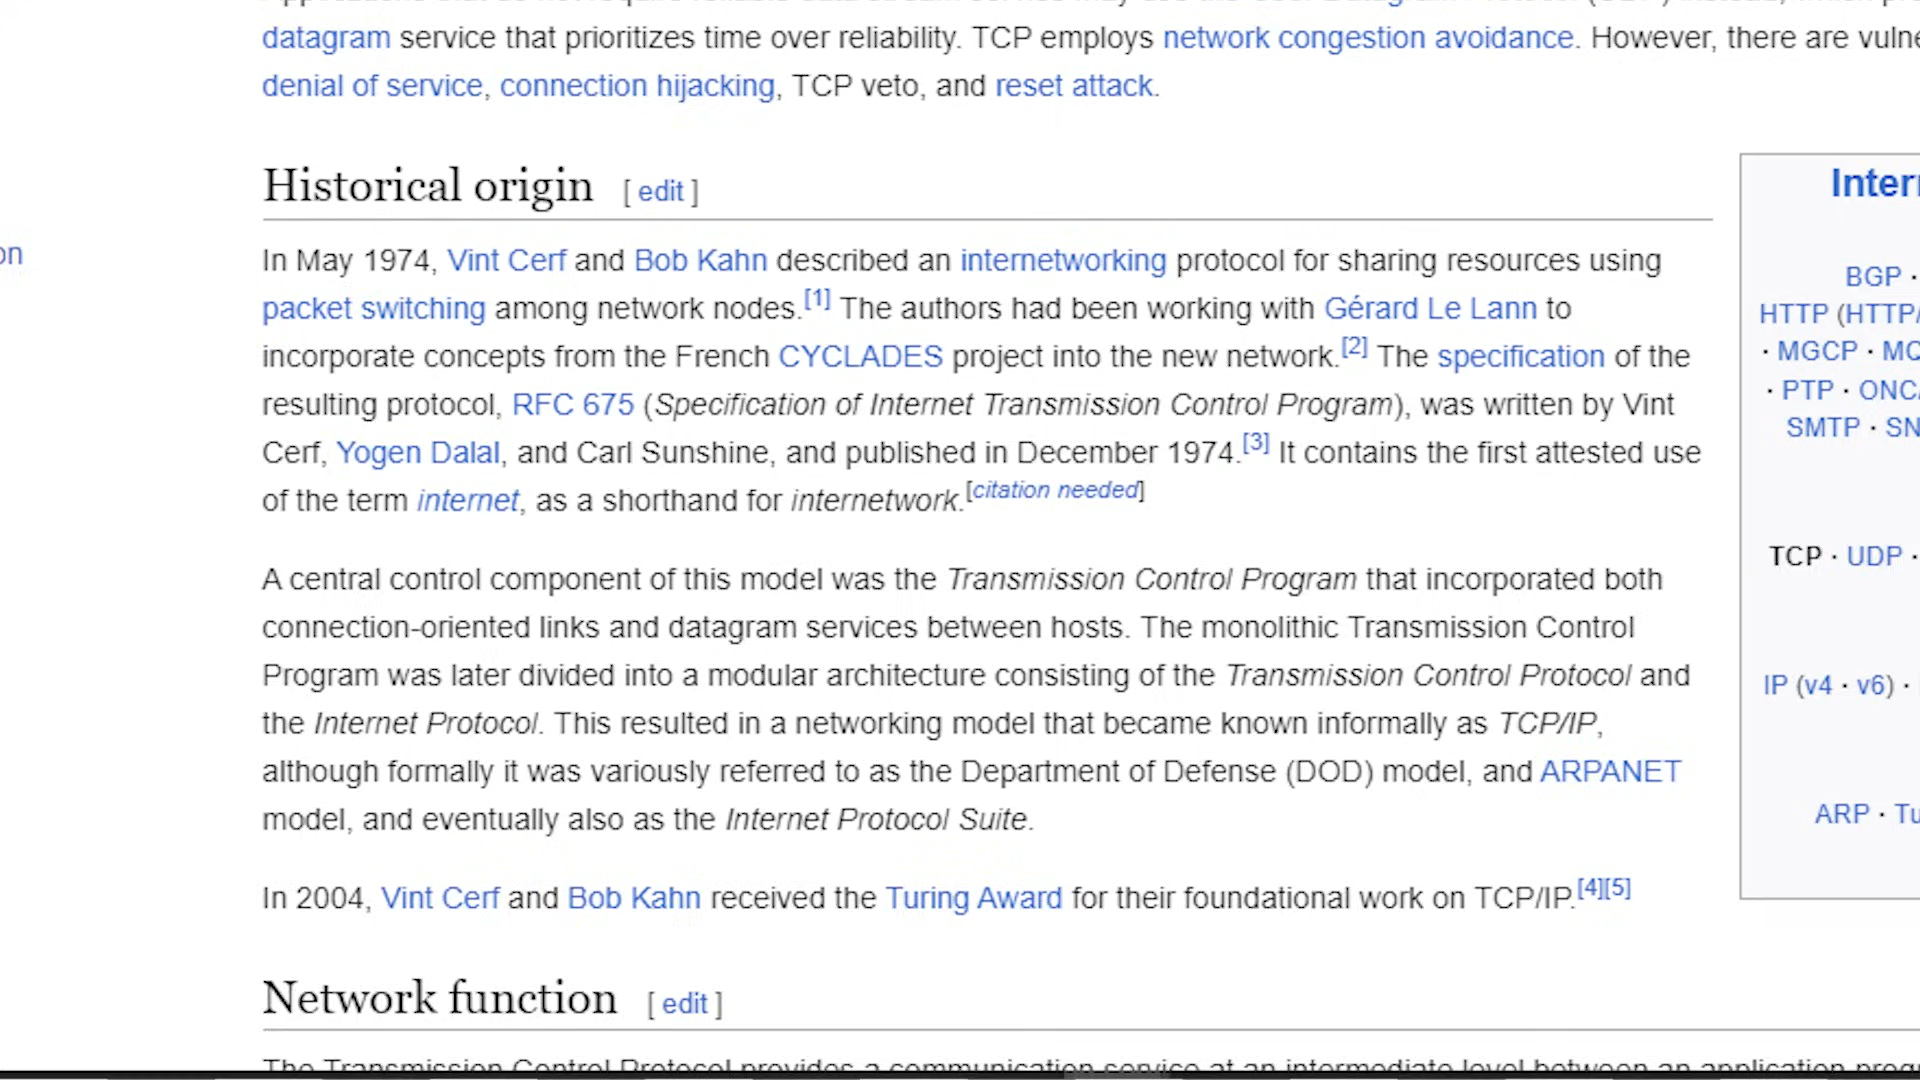 datagram service that prioritizes time over reliability. TCP employs network congestion avoidance. However, there are
denial of service, connection hijacking, TCP veto, and reset attack.
Historical origin [ edit ]
on
In May 1974, Vint Cerf and Bob Kahn described an internetworking protocol for sharing resources using
packet switching among network nodes.[1] The authors had been working with Gérard Le Lann to
incorporate concepts from the French CYCLADES project into the new network.[2] The specification of the
resulting protocol, RFC 675 (Specification of Internet Transmission Control Program), was written by Vint
Cerf, Yogen Dalal, and Carl Sunshine, and published in December 1974.[3] It contains the first attested use
of the term internet, as a shorthand for internetwork.[citation needed]
A central control component of this model was the Transmission Control Program that incorporated both
connection-oriented links and datagram services between hosts. The monolithic Transmission Control
Program was later divided into a modular architecture consisting of the Transmission Control Protocol and
the Internet Protocol. This resulted in a networking model that became known informally as TCP/IP,
although formally it was variously referred to as the Department of Defense (DOD) model, and ARPANET
model, and eventually also as the Internet Protocol Suite.
In 2004, Vint Cerf and Bob Kahn received the Turing Award for their foundational work on TCP/IP.[4][5]
Network function [ edit ]
The Transmission Control Protocol provides a communication service at an intermediate level between an application
Inter
BGP ·
HTTP (HTTP/
· MGCP · MQ
· PTP · ONC
SMTP · SN
TCP · UDP ·
IP (v4 · v6) ·
ARP · Tu